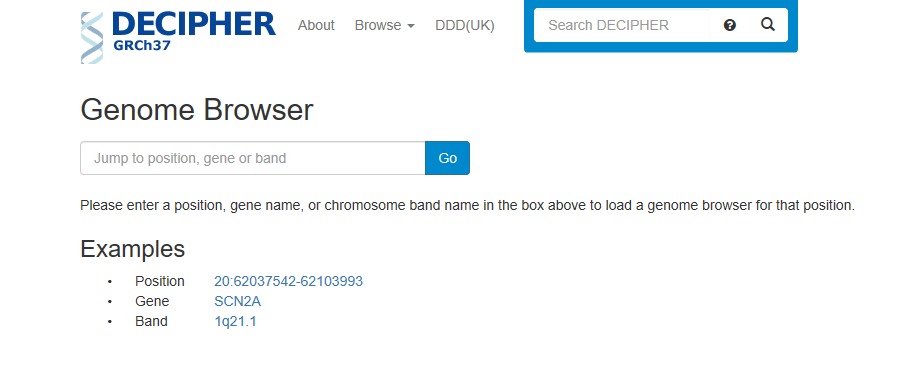 DECIPHER
GRCh37
About Browse DDD(UK)
Search DECIPHER ?
Genome Browser
Jump to position, gene or band Go
Please enter a position, gene name, or chromosome band name in the box above to load a genome browser for that position.
Examples
• Position 20:62037542-62103993
• Gene SCN2A
• Band 1q21.1